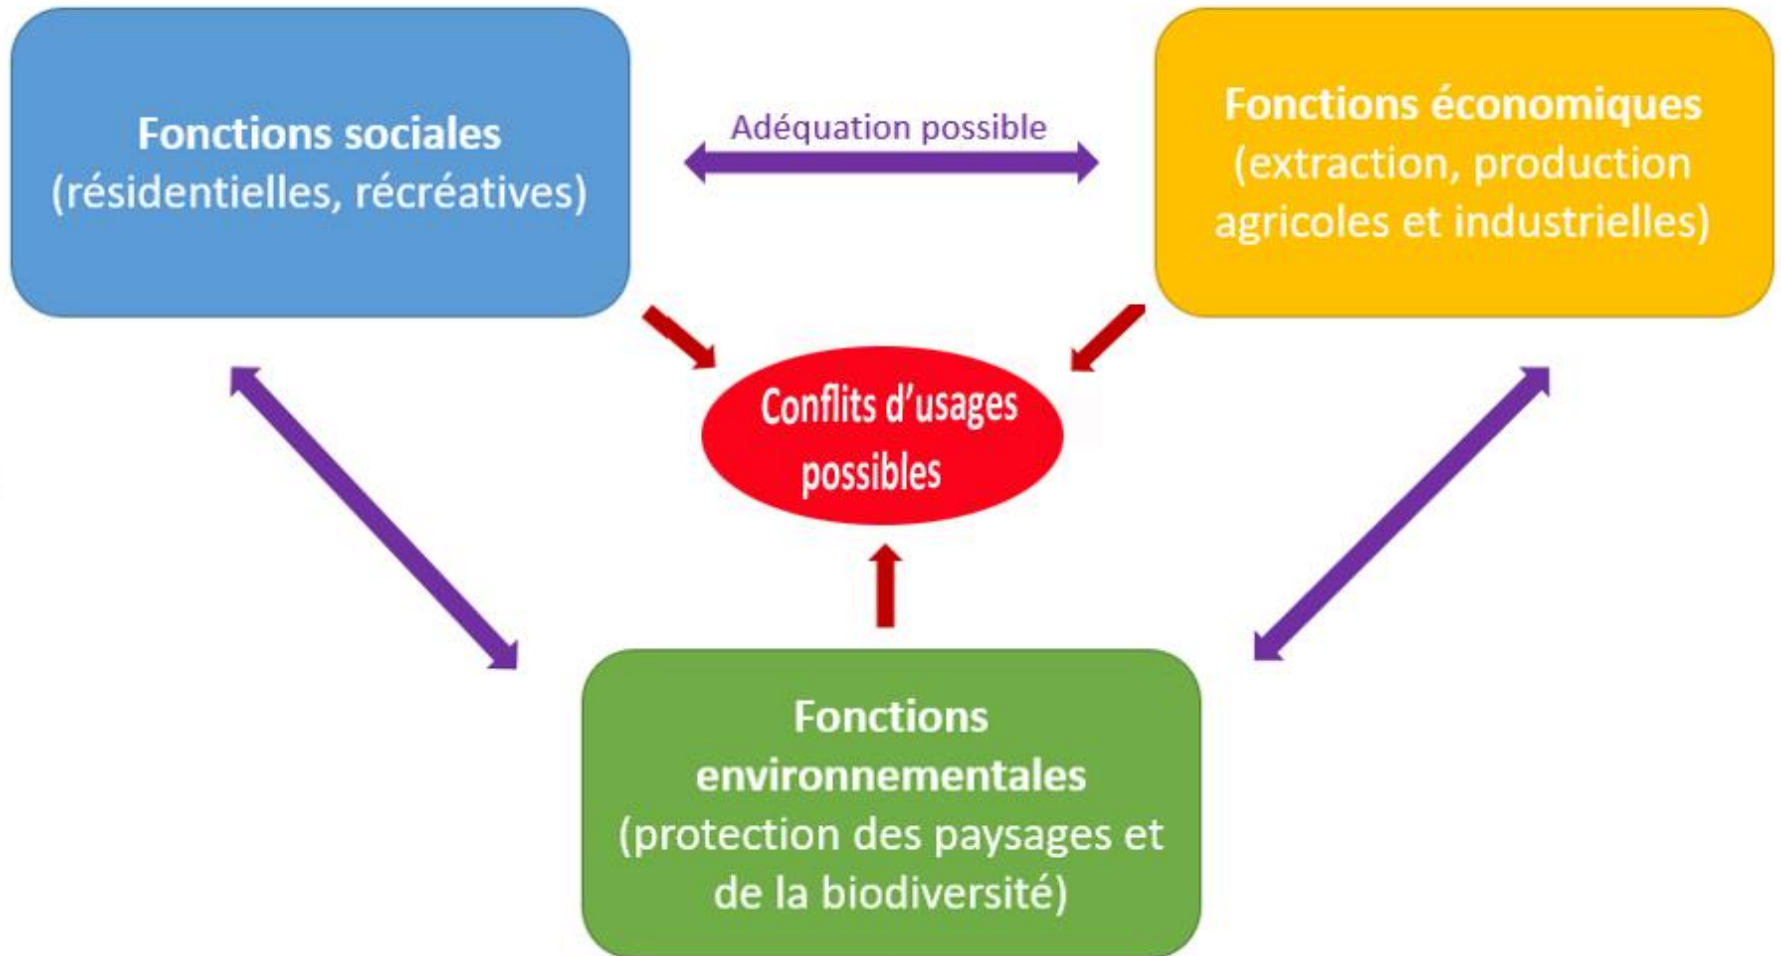 Fonctions sociales
(résidentielles, récréatives)
Adéquation possible
Fonctions économiques
(extraction, production
agricoles et industrielles)
Conflits d'usages
possibles
Fonctions
environnementales
(protection des paysages et
de la biodiversité)